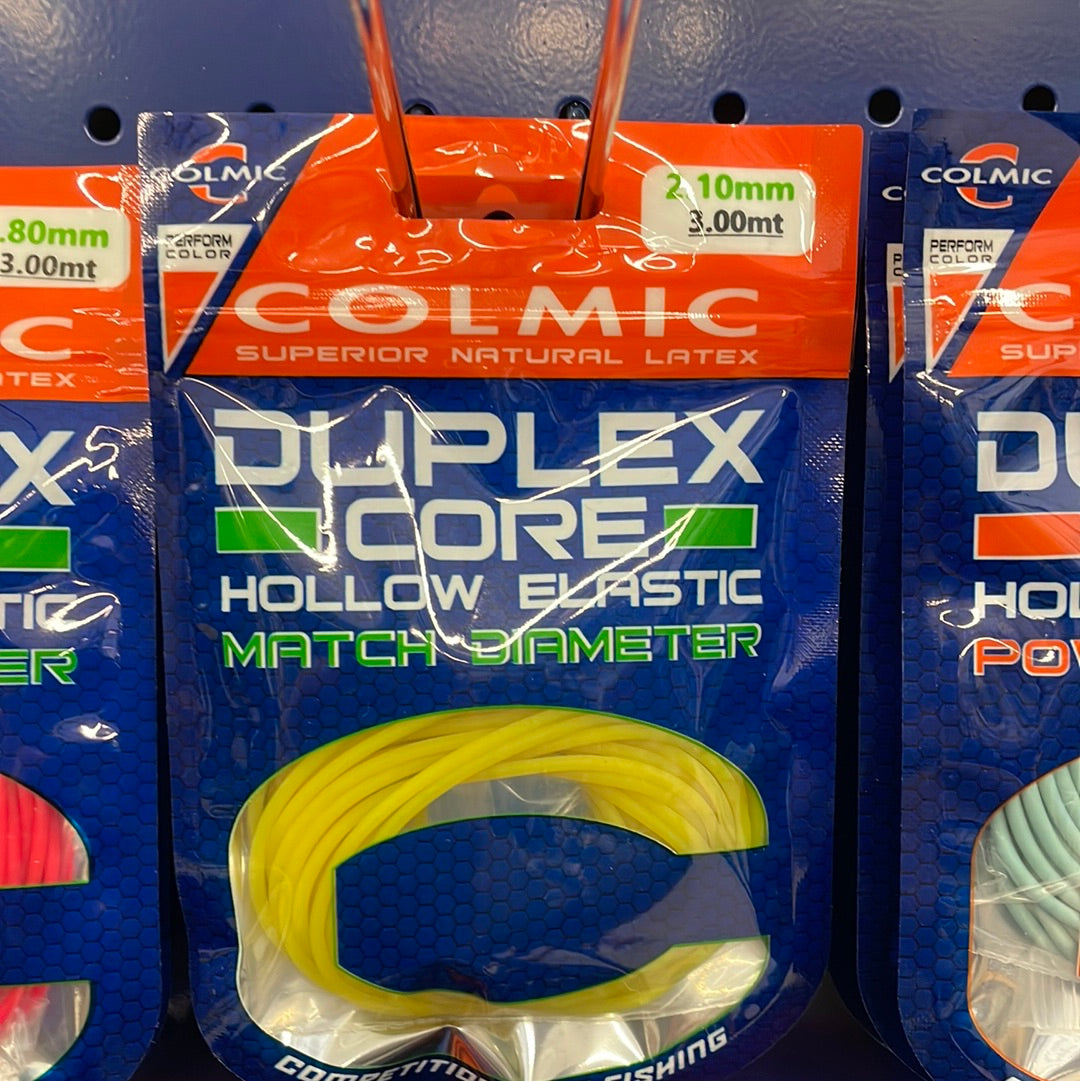 COLMIC
PERFORM
COLOR
2.10mm
3.00mt
COLMIC
SUPERIOR NATURAL LATEX
DUPLEX
CORE
HOLLOW ELASTIC
MATCH DIAMETER
COMPETITION FISHING
.80mm
3.00mt
C
X
COLMIC
PERFORM
COLOR
C